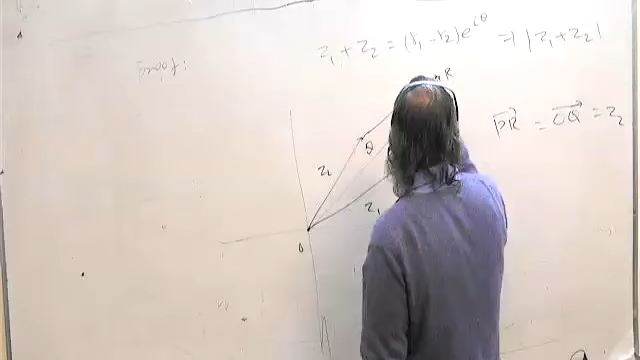 z₁ + z₂ = (r₁ - r₂)e^{iθ} ⇒ |z₁ + z₂|
Proof:
R
PR = OQ = z₂
Q
z₂
z₁
O